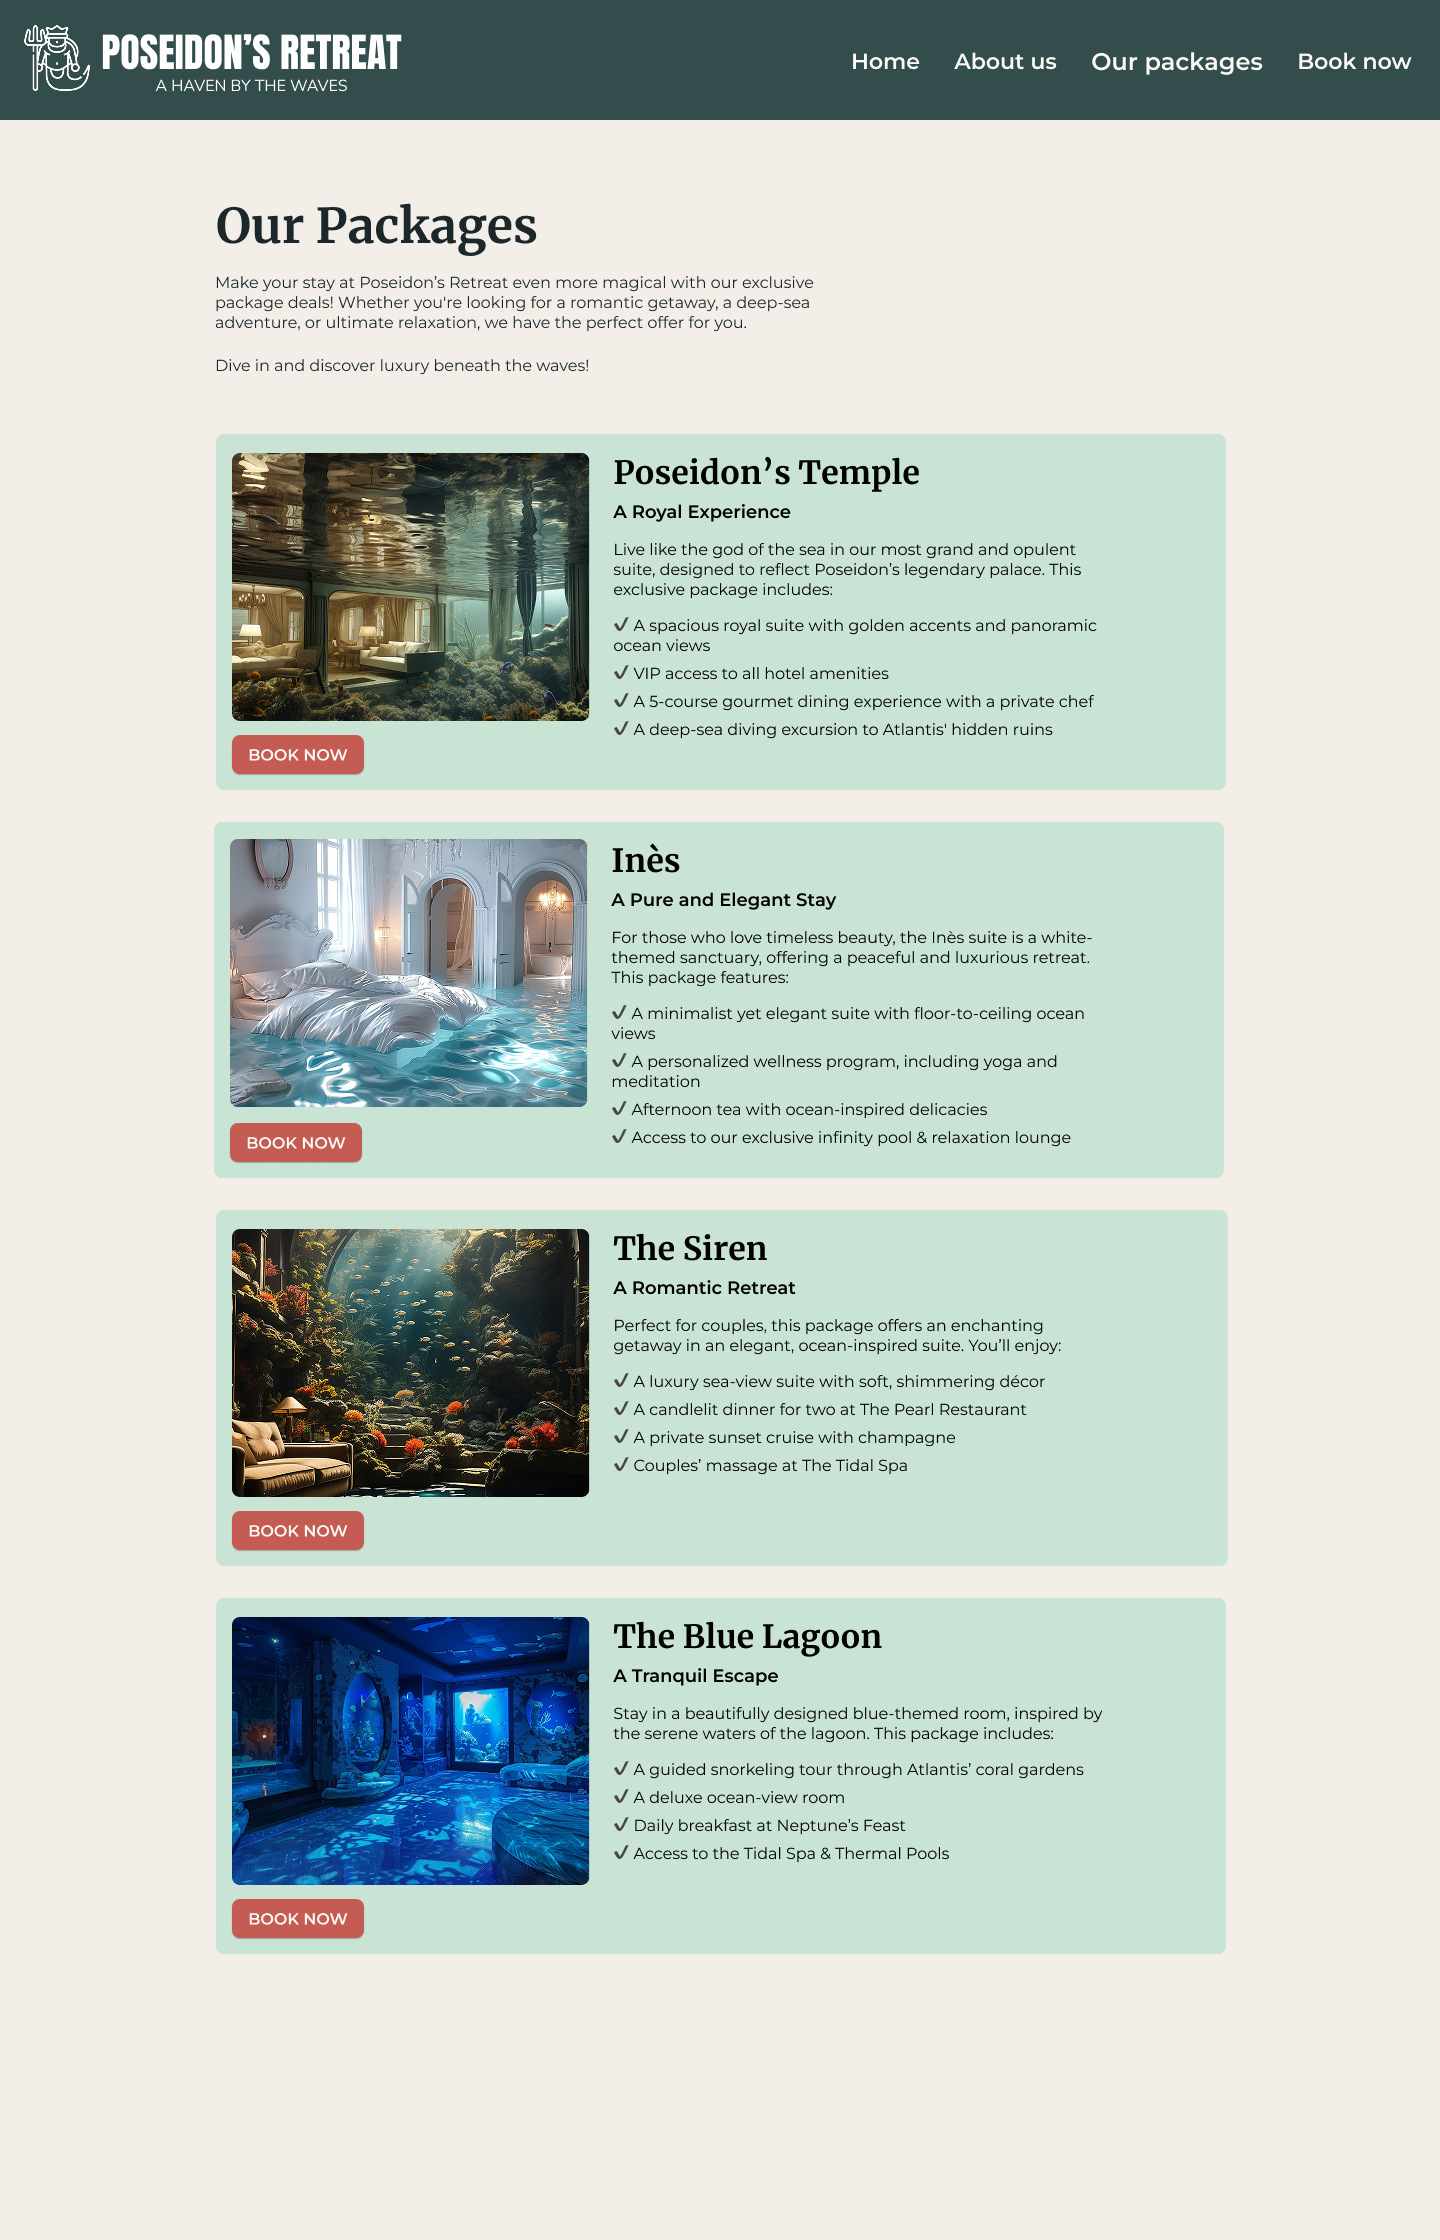 POSEIDON’S RETREAT
A HAVEN BY THE WAVES
Home
About us
Our packages
Book now
Our Packages
Make your stay at Poseidon’s Retreat even more magical with our exclusive
package deals! Whether you're looking for a romantic getaway, a deep-sea
adventure, or ultimate relaxation, we have the perfect offer for you.
Dive in and discover luxury beneath the waves!
Poseidon’s Temple
A Royal Experience
Live like the god of the sea in our most grand and opulent
suite, designed to reflect Poseidon’s legendary palace. This
exclusive package includes:
✔ A spacious royal suite with golden accents and panoramic
ocean views
✔ VIP access to all hotel amenities
✔ A 5-course gourmet dining experience with a private chef
✔ A deep-sea diving excursion to Atlantis' hidden ruins
BOOK NOW
Inès
A Pure and Elegant Stay
For those who love timeless beauty, the Inès suite is a white-
themed sanctuary, offering a peaceful and luxurious retreat.
This package features:
✔ A minimalist yet elegant suite with floor-to-ceiling ocean
views
✔ A personalized wellness program, including yoga and
meditation
✔ Afternoon tea with ocean-inspired delicacies
✔ Access to our exclusive infinity pool & relaxation lounge
BOOK NOW
The Siren
A Romantic Retreat
Perfect for couples, this package offers an enchanting
getaway in an elegant, ocean-inspired suite. You’ll enjoy:
✔ A luxury sea-view suite with soft, shimmering décor
✔ A candlelit dinner for two at The Pearl Restaurant
✔ A private sunset cruise with champagne
✔ Couples’ massage at The Tidal Spa
BOOK NOW
The Blue Lagoon
A Tranquil Escape
Stay in a beautifully designed blue-themed room, inspired by
the serene waters of the lagoon. This package includes:
✔ A guided snorkeling tour through Atlantis’ coral gardens
✔ A deluxe ocean-view room
✔ Daily breakfast at Neptune’s Feast
✔ Access to the Tidal Spa & Thermal Pools
BOOK NOW